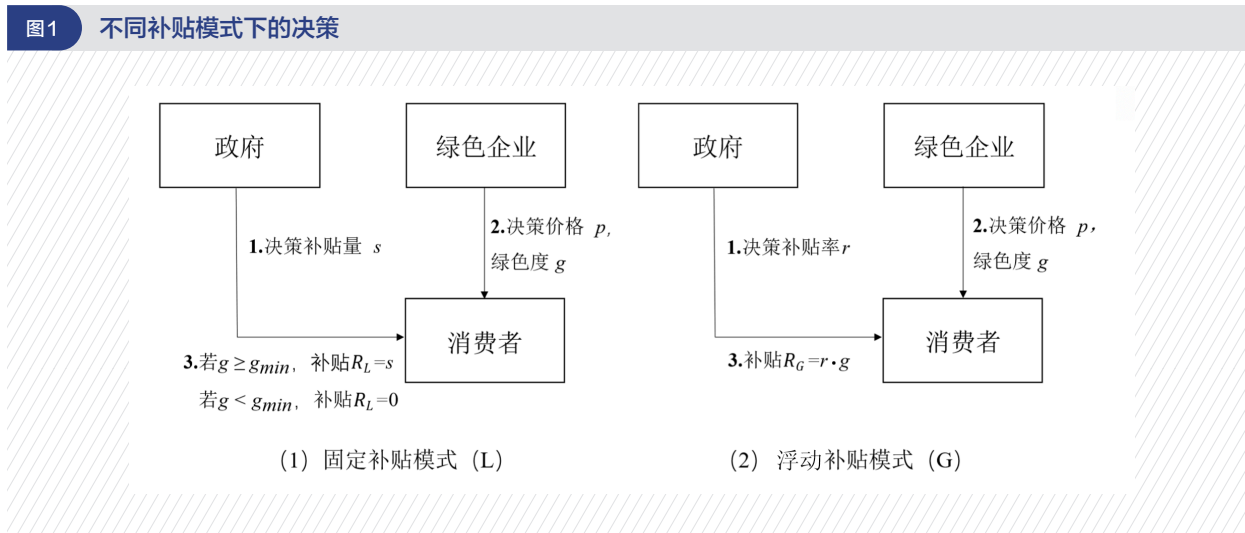 图1 不同补贴模式下的决策
政府
绿色企业
1.决策补贴量 s
2.决策价格 p,
绿色度 g
消费者
3.若g ≥ gmin, 补贴RL=s
若g < gmin, 补贴RL=0
(1) 固定补贴模式 (L)
政府
绿色企业
1.决策补贴率r
2.决策价格 p,
绿色度 g
消费者
3.补贴RG=r·g
(2) 浮动补贴模式 (G)